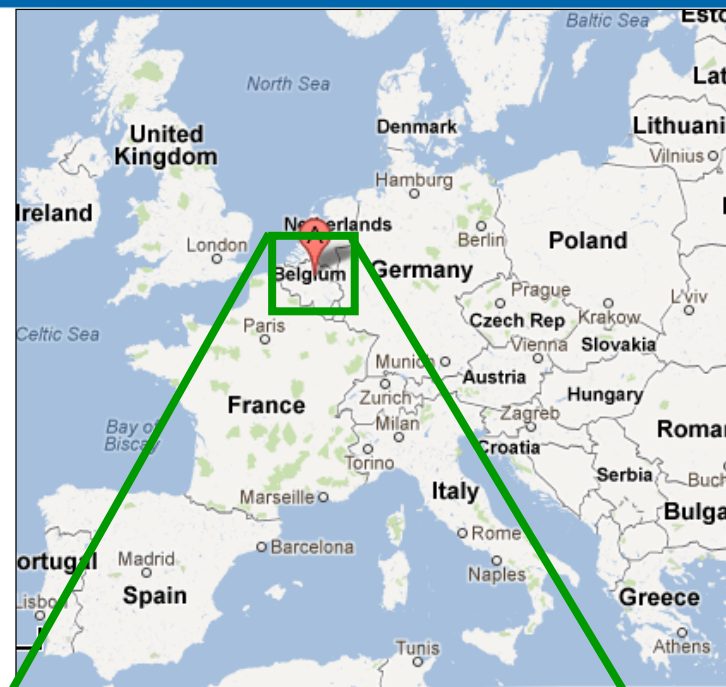 Baltic Sea
Esto
North Sea
Lat
Denmark
United
Kingdom
Lithuani
Vilnius
Hamburg
Ireland
Netherlands
A
London
Berlin
Poland
Belgium
Germany
Prague
L'viv
Czech Rep
Krakow
Celtic Sea
Paris
Vienna
Slovakia
Munich
Austria
Zurich
Hungary
France
Milan
Zagreb
Bay of
Biscay
Romar
Croatia
Torino
Serbia
Buch
Marseille
Italy
Bulga
Rome
Barcelona
ortugal
Madrid
Naples
Spain
Lisbon
Greece
Athens
Tunis